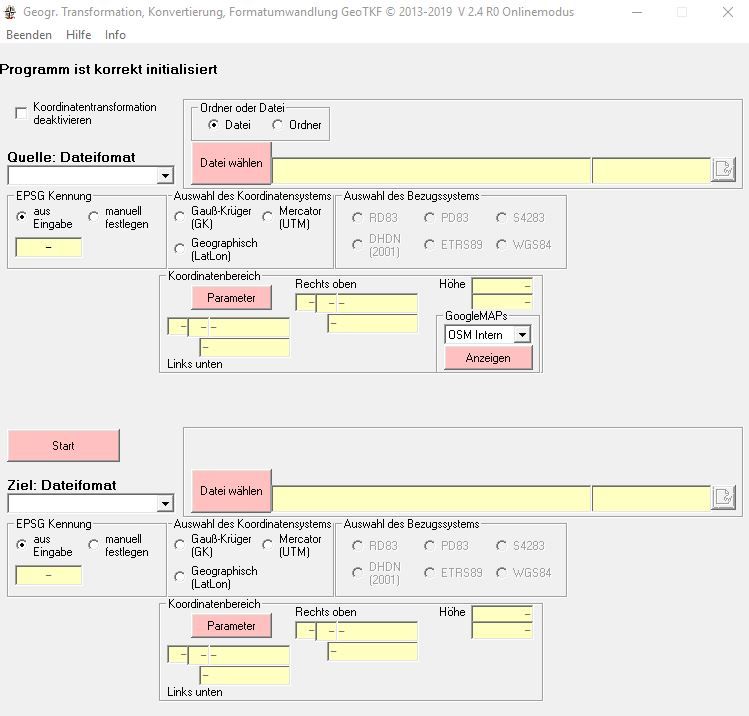 Geogr. Transformation, Konvertierung, Formatumwandlung GeoTKF © 2013-2019 V 2.4 R0 Onlinemodus
Beenden Hilfe Info
Programm ist korrekt initialisiert
Koordinatentransformation
deaktivieren
Ordner oder Datei
Datei Ordner
Quelle: Dateifomat
Datei wählen
EPSG Kennung
aus
Eingabe
manuell
festlegen
–
Auswahl des Koordinatensystems
Gauß-Krüger
(GK)
Mercator
(UTM)
Geographisch
(LatLon)
Auswahl des Bezugssystems
RD83 PD83 S4283
DHDN
(2001)
ETRS89 WGS84
Koordinatenbereich
Parameter
Rechts oben
– – –
–
– – –
–
Links unten
Höhe
–
–
GoogleMAPs
OSM Intern
Anzeigen
Start
Ziel: Dateifomat
Datei wählen
EPSG Kennung
aus
Eingabe
manuell
festlegen
–
Auswahl des Koordinatensystems
Gauß-Krüger
(GK)
Mercator
(UTM)
Geographisch
(LatLon)
Auswahl des Bezugssystems
RD83 PD83 S4283
DHDN
(2001)
ETRS89 WGS84
Koordinatenbereich
Parameter
Rechts oben
– – –
–
– – –
–
Links unten
Höhe
–
–